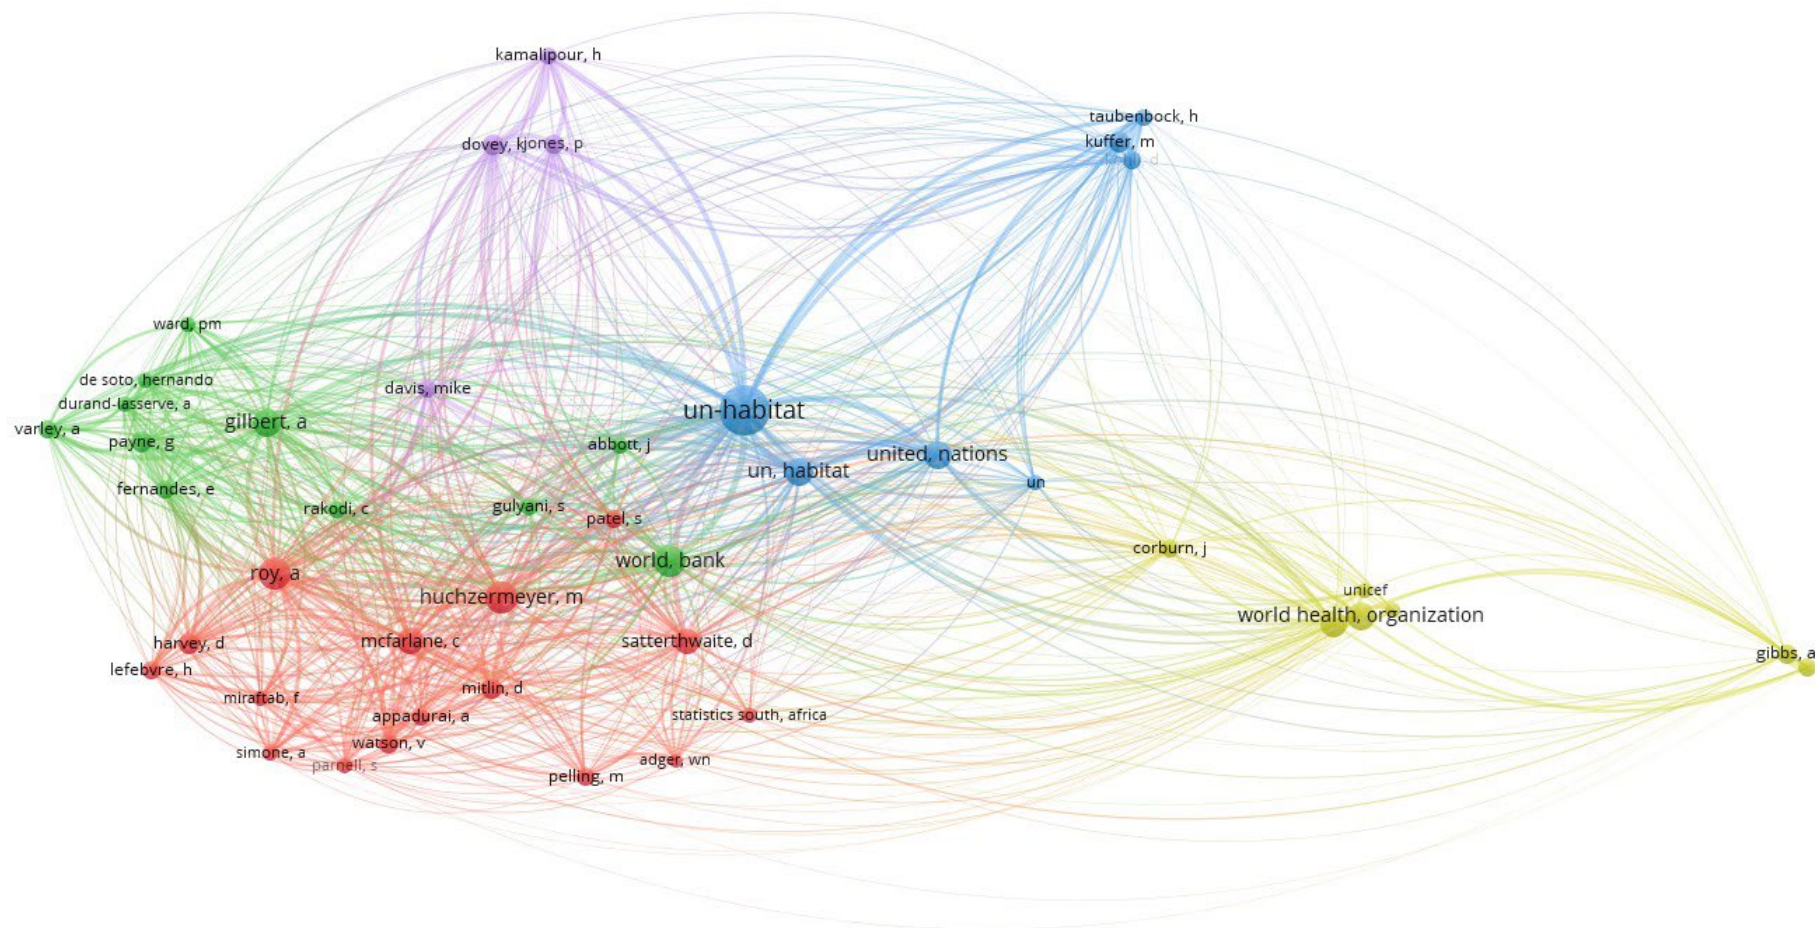 kamalipour, h
taubenbock, h
kuffer, m
dovey, k
jones, p
ward, pm
de soto, hernando
davis, mike
durand-lasserve, a
un-habitat
gilbert, a
varley, a
payne, g
abbott, j
united, nations
un, habitat
un
fernandes, e
rakodi, c
gulyani, s
patel, s
corburn, j
world, bank
roy, a
unicef
huchzermeyer, m
world health, organization
harvey, d
mcfarlane, c
satterthwaite, d
gibbs, a
lefebvre, h
mitlin, d
miraftab, f
appadurai, a
statistics south, africa
watson, v
simone, a
parnell, s
adger, wn
pelling, m